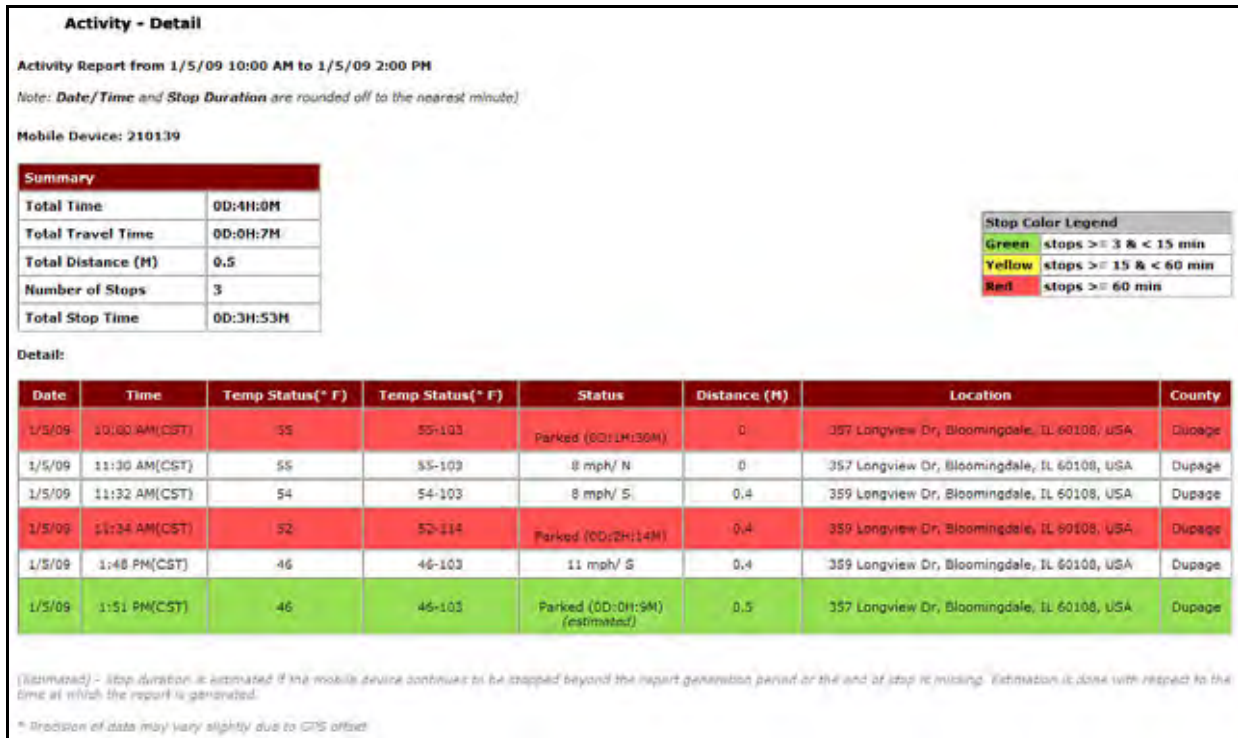 Activity - Detail
Activity Report from 1/5/09 10:00 AM to 1/5/09 2:00 PM
Note: Date/Time and Stop Duration are rounded off to the nearest minute)
Mobile Device: 210139
Summary
Total Time 0D:4H:0M
Total Travel Time 0D:0H:7M
Total Distance (M) 0.5
Number of Stops 3
Total Stop Time 0D:3H:53M
Stop Color Legend
Green stops >= 3 & < 15 min
Yellow stops >= 15 & < 60 min
Red stops >= 60 min
Detail:
Date Time Temp Status(° F) Temp Status(° F) Status Distance (M) Location County
1/5/09 10:00 AM(CST) 55 55-103 Parked (0D:1H:30M) 0 357 Longview Dr, Bloomingdale, IL 60108, USA Dupage
1/5/09 11:30 AM(CST) 55 55-103 8 mph/ N 0 357 Longview Dr, Bloomingdale, IL 60108, USA Dupage
1/5/09 11:32 AM(CST) 54 54-103 8 mph/ S 0.4 359 Longview Dr, Bloomingdale, IL 60108, USA Dupage
1/5/09 11:34 AM(CST) 52 52-114 Parked (0D:2H:14M) 0.4 359 Longview Dr, Bloomingdale, IL 60108, USA Dupage
1/5/09 1:48 PM(CST) 46 46-103 11 mph/ S 0.4 359 Longview Dr, Bloomingdale, IL 60108, USA Dupage
1/5/09 1:51 PM(CST) 46 46-103 Parked (0D:0H:9M) 0.5 357 Longview Dr, Bloomingdale, IL 60108, USA Dupage
(estimated)
(Estimated) - Stop duration is estimated if the mobile device continues to be stopped beyond the report generation period or the end of stop is missing. Estimation is done with respect to the
time at which the report is generated.
* Precision of data may vary slightly due to GPS offset